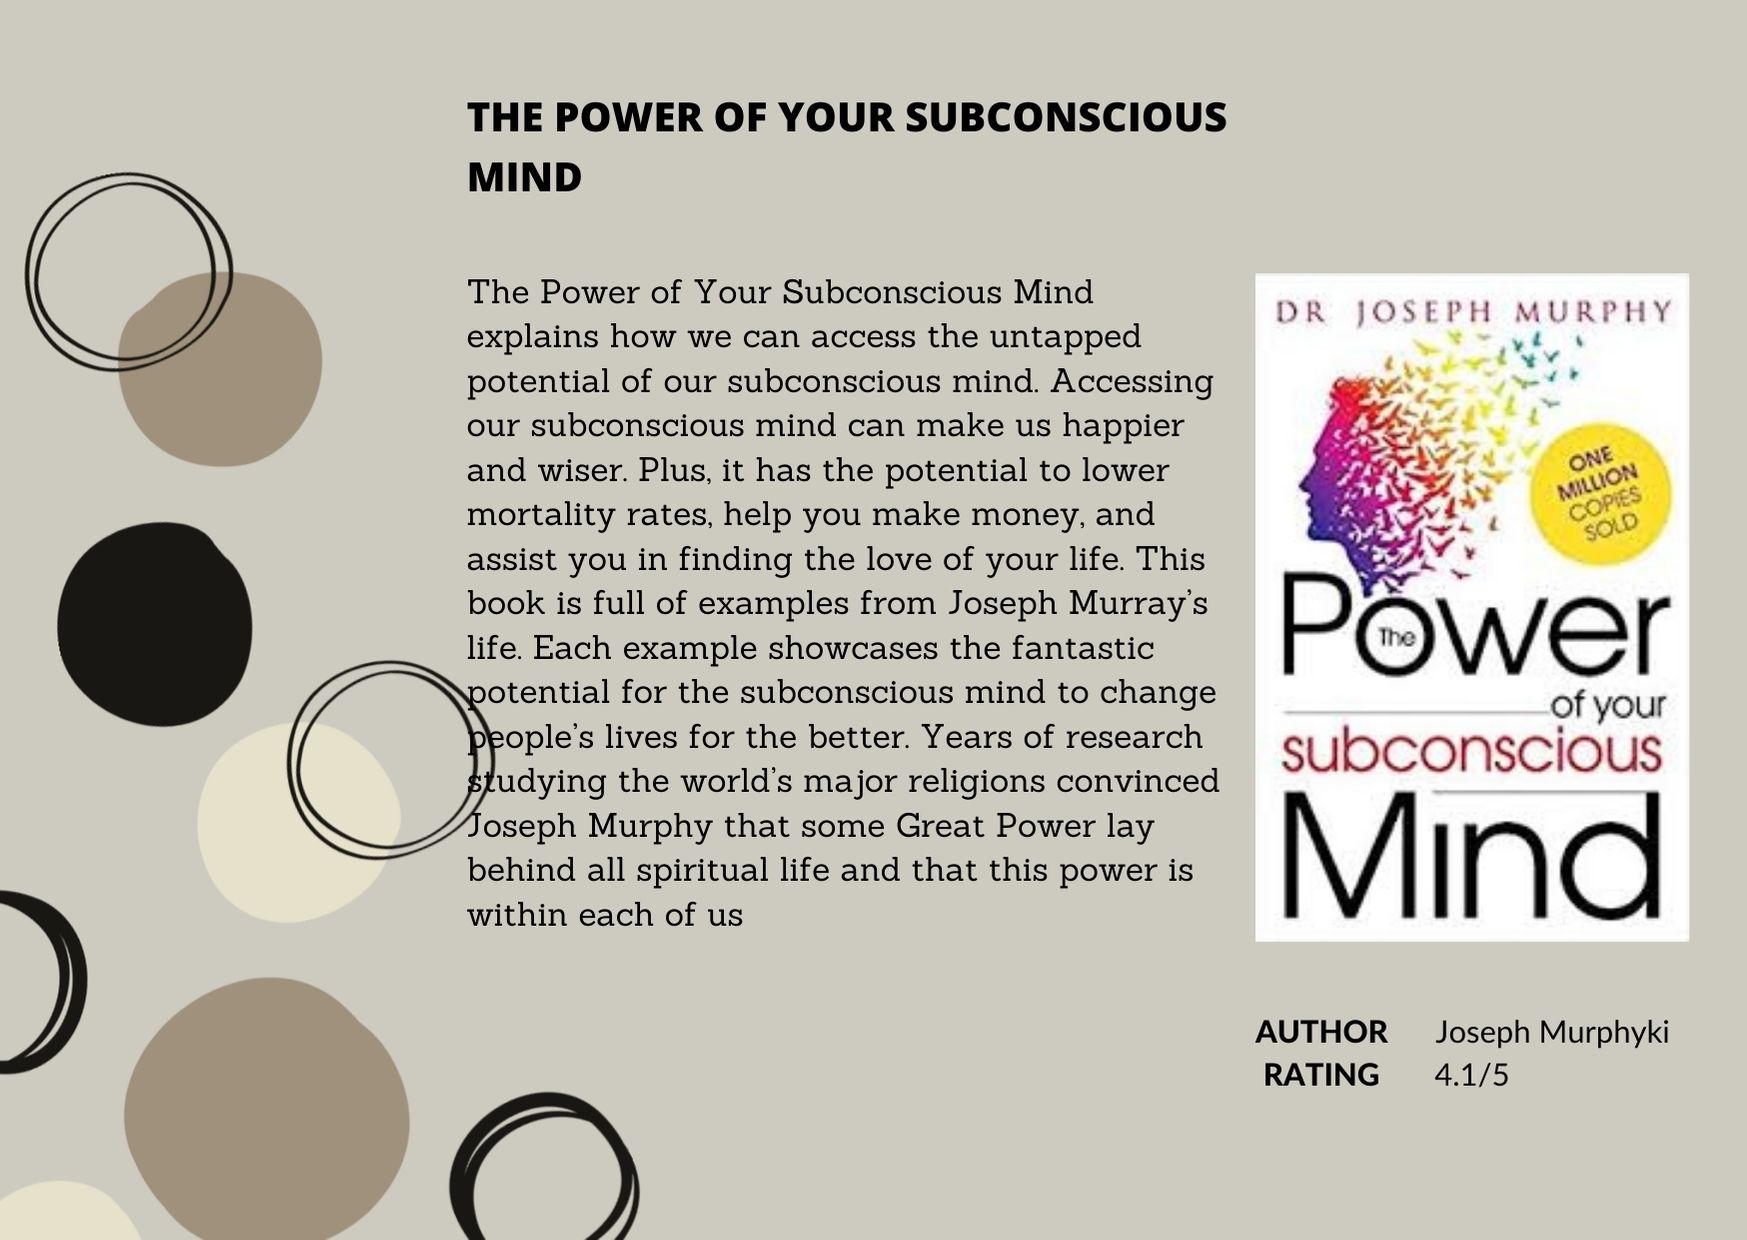 THE POWER OF YOUR SUBCONSCIOUS
MIND
The Power of Your Subconscious Mind
explains how we can access the untapped
potential of our subconscious mind. Accessing
our subconscious mind can make us happier
and wiser. Plus, it has the potential to lower
mortality rates, help you make money, and
assist you in finding the love of your life. This
book is full of examples from Joseph Murray’s
life. Each example showcases the fantastic
potential for the subconscious mind to change
people’s lives for the better. Years of research
studying the world’s major religions convinced
Joseph Murphy that some Great Power lay
behind all spiritual life and that this power is
within each of us
DR JOSEPH MURPHY
ONE
MILLION
COPIES
SOLD
The
Power
of your
subconscious
Mind
AUTHOR Joseph Murphyki
RATING 4.1/5